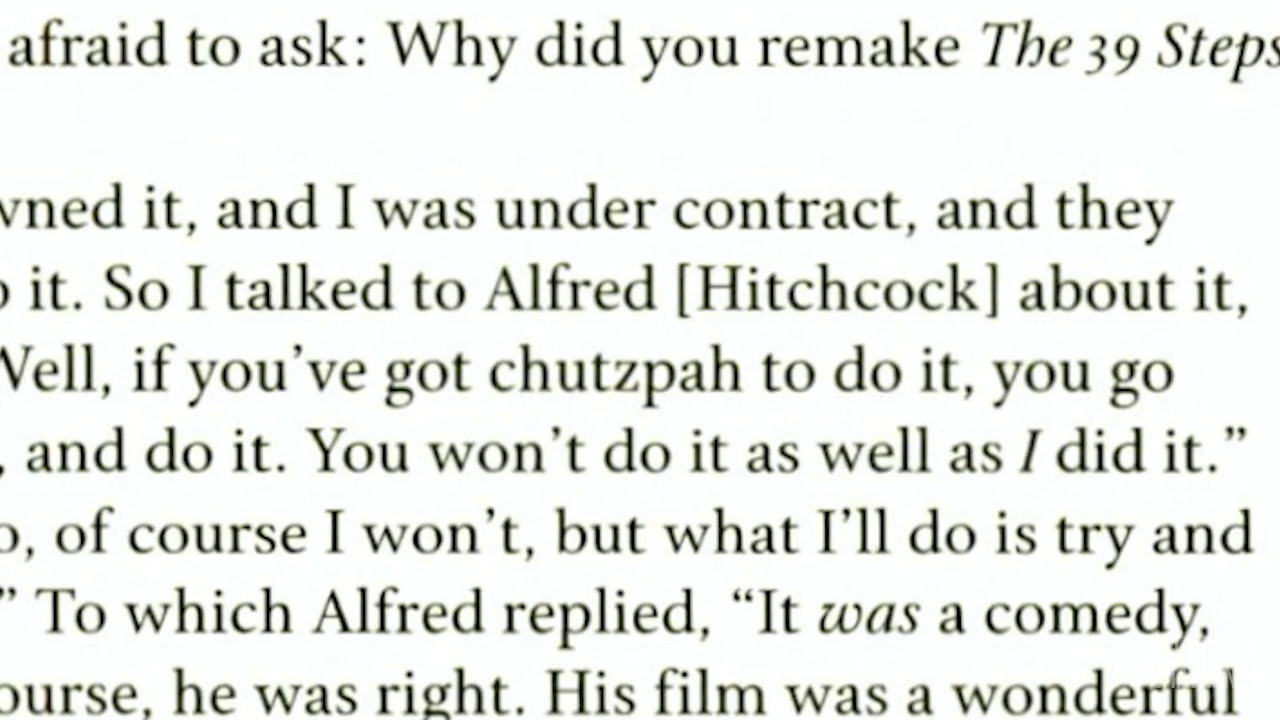 afraid to ask: Why did you remake The 39 Steps
wned it, and I was under contract, and they
o it. So I talked to Alfred [Hitchcock] about it,
Well, if you’ve got chutzpah to do it, you go
, and do it. You won’t do it as well as I did it.”
o, of course I won’t, but what I’ll do is try and
” To which Alfred replied, “It was a comedy,
ourse, he was right. His film was a wonderful